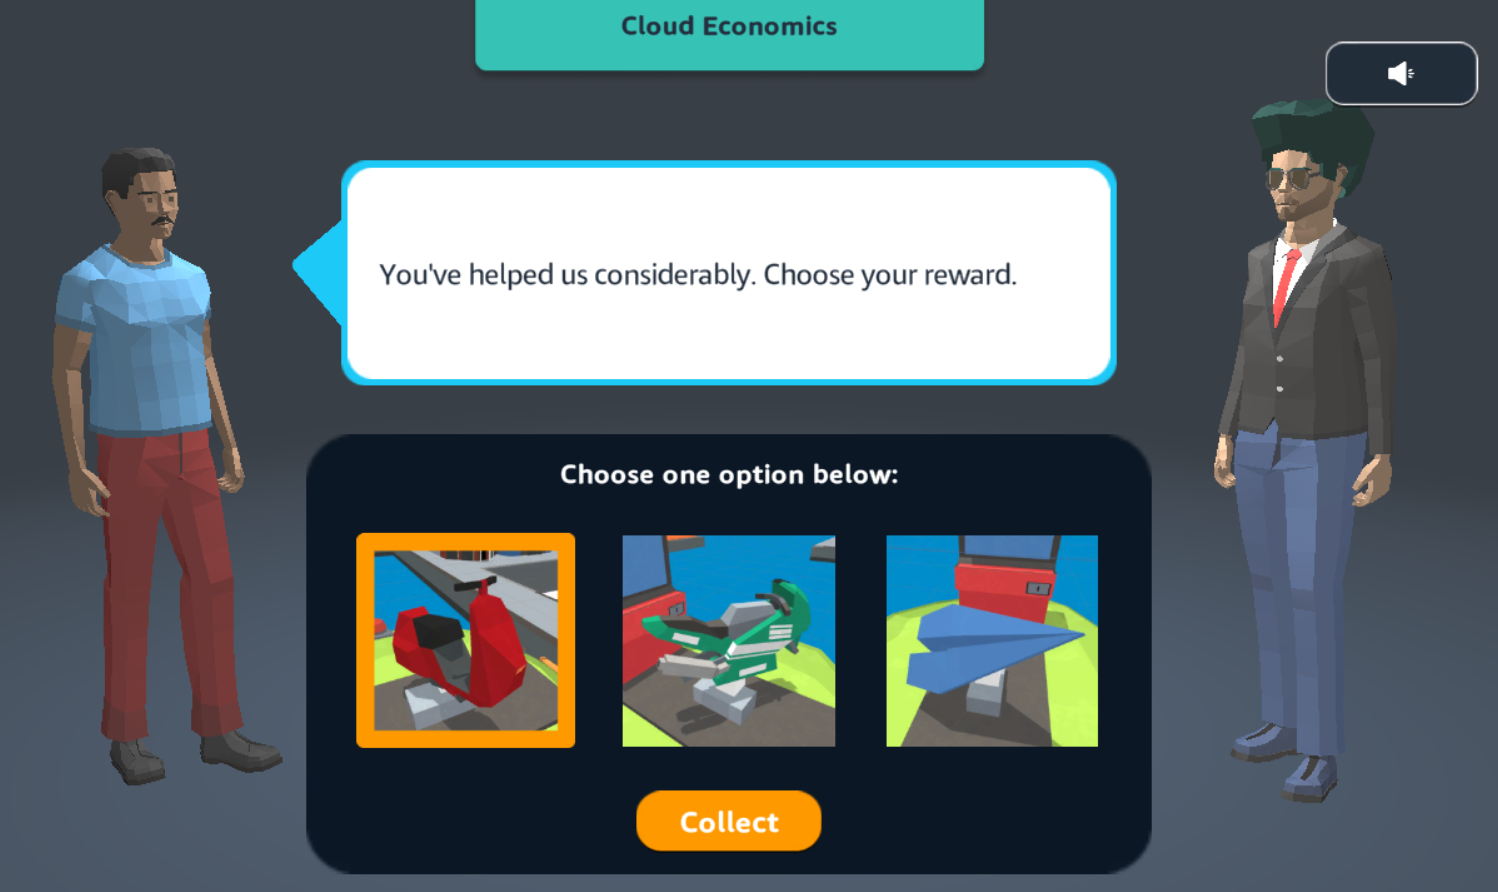 Cloud Economics
You've helped us considerably. Choose your reward.
Choose one option below:
Collect